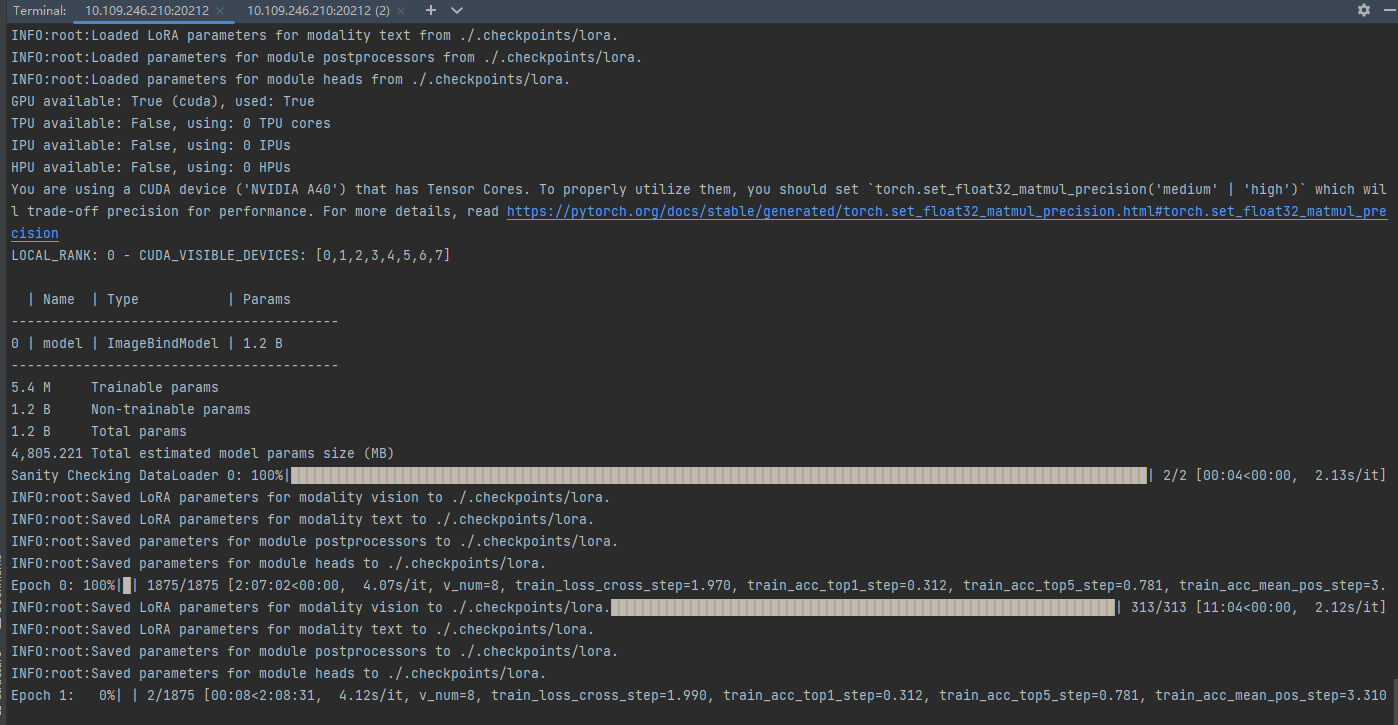 Terminal: 10.109.246.210:20212 × 10.109.246.210:20212 (2) × +
INFO:root:Loaded LoRA parameters for modality text from ./.checkpoints/lora.
INFO:root:Loaded parameters for module postprocessors from ./.checkpoints/lora.
INFO:root:Loaded parameters for module heads from ./.checkpoints/lora.
GPU available: True (cuda), used: True
TPU available: False, using: 0 TPU cores
IPU available: False, using: 0 IPUs
HPU available: False, using: 0 HPUs
You are using a CUDA device ('NVIDIA A40') that has Tensor Cores. To properly utilize them, you should set `torch.set_float32_matmul_precision('medium' | 'high')` which wil
l trade-off precision for performance. For more details, read https://pytorch.org/docs/stable/generated/torch.set_float32_matmul_precision.html#torch.set_float32_matmul_pre
cision
LOCAL_RANK: 0 - CUDA_VISIBLE_DEVICES: [0,1,2,3,4,5,6,7]
  | Name  | Type           | Params
-----------------------------------------
0 | model | ImageBindModel | 1.2 B
-----------------------------------------
5.4 M     Trainable params
1.2 B     Non-trainable params
1.2 B     Total params
4,805.221 Total estimated model params size (MB)
Sanity Checking DataLoader 0: 100%| | 2/2 [00:04<00:00,  2.13s/it]
INFO:root:Saved LoRA parameters for modality vision to ./.checkpoints/lora.
INFO:root:Saved LoRA parameters for modality text to ./.checkpoints/lora.
INFO:root:Saved parameters for module postprocessors to ./.checkpoints/lora.
INFO:root:Saved parameters for module heads to ./.checkpoints/lora.
Epoch 0: 100%| | 1875/1875 [2:07:02<00:00,  4.07s/it, v_num=8, train_loss_cross_step=1.970, train_acc_top1_step=0.312, train_acc_top5_step=0.781, train_acc_mean_pos_step=3.
INFO:root:Saved LoRA parameters for modality vision to ./.checkpoints/lora. | 313/313 [11:04<00:00,  2.12s/it]
INFO:root:Saved LoRA parameters for modality text to ./.checkpoints/lora.
INFO:root:Saved parameters for module postprocessors to ./.checkpoints/lora.
INFO:root:Saved parameters for module heads to ./.checkpoints/lora.
Epoch 1:   0%| | 2/1875 [00:08<2:08:31,  4.12s/it, v_num=8, train_loss_cross_step=1.990, train_acc_top1_step=0.312, train_acc_top5_step=0.781, train_acc_mean_pos_step=3.310